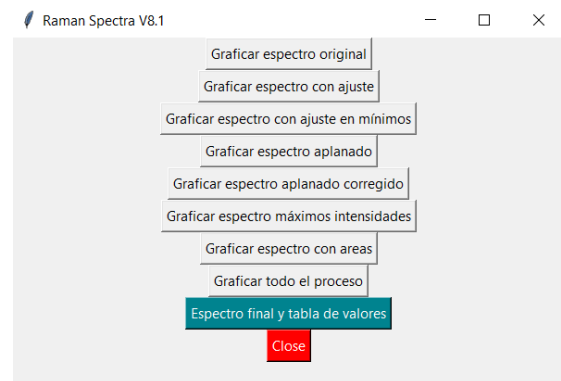 Raman Spectra V8.1
Graficar espectro original
Graficar espectro con ajuste
Graficar espectro con ajuste en mínimos
Graficar espectro aplanado
Graficar espectro aplanado corregido
Graficar espectro máximos intensidades
Graficar espectro con areas
Graficar todo el proceso
Espectro final y tabla de valores
Close